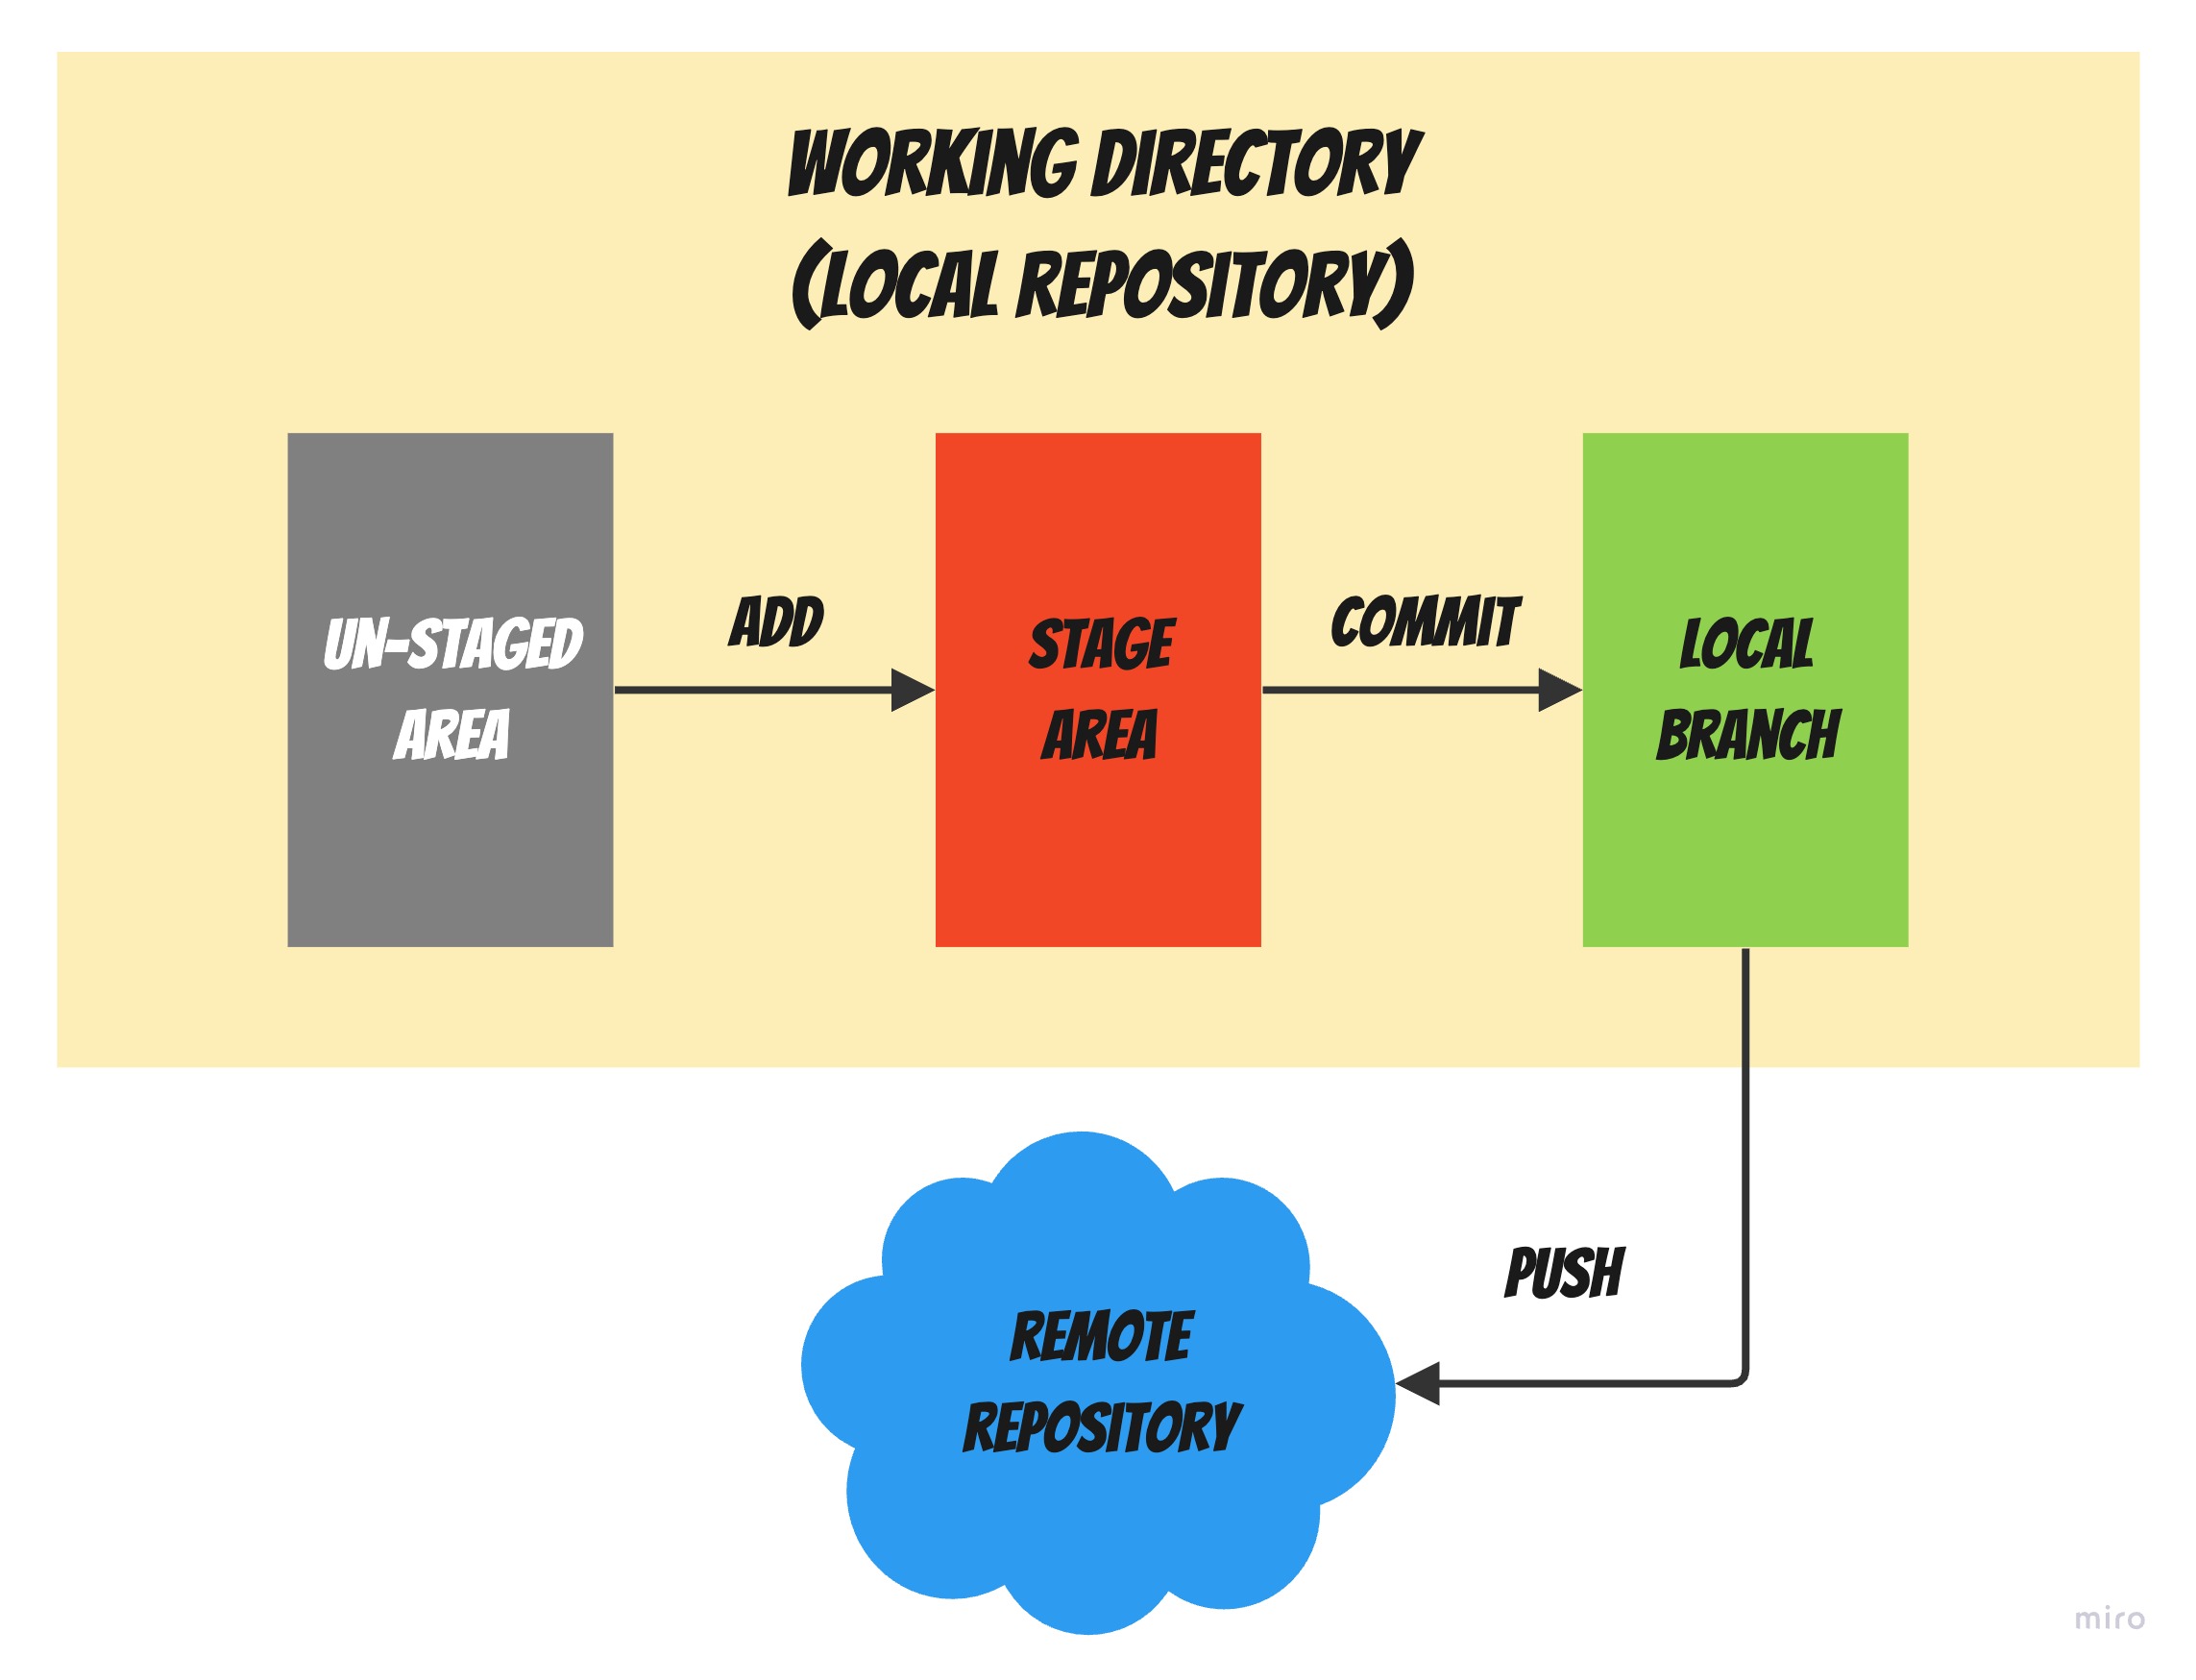 WORKING DIRECTORY
(LOCAL REPOSITORY)
UN-STAGED
AREA
ADD
STAGE
AREA
COMMIT
LOCAL
BRANCH
PUSH
REMOTE
REPOSITORY
miro